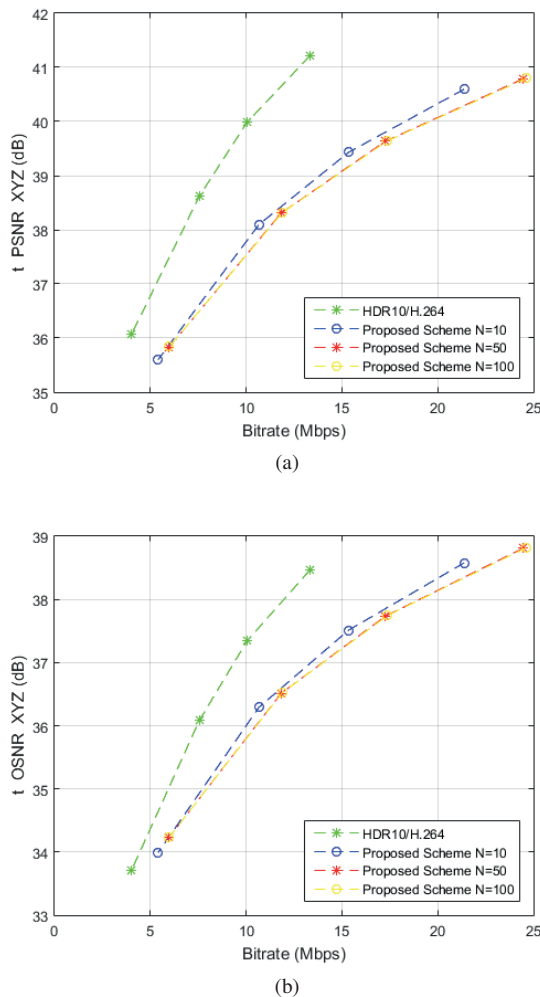 42
41
40
39
38
37
36
35
t PSNR XYZ (dB)
0 5 10 15 20 25
Bitrate (Mbps)
HDR10/H.264
Proposed Scheme N=10
Proposed Scheme N=50
Proposed Scheme N=100
(a)
39
38
37
36
35
34
33
t OSNR XYZ (dB)
0 5 10 15 20 25
Bitrate (Mbps)
HDR10/H.264
Proposed Scheme N=10
Proposed Scheme N=50
Proposed Scheme N=100
(b)